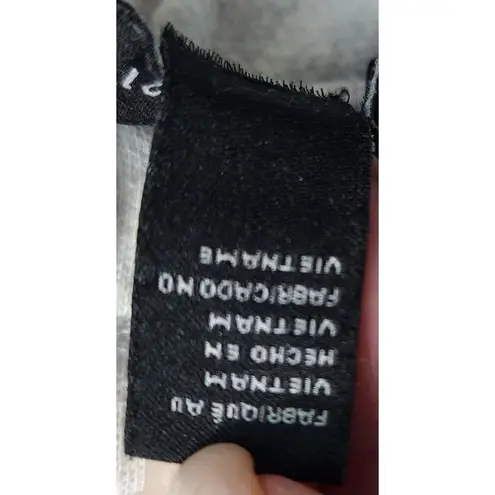 FABRIQUÉ AU
VIETNAM
HECHO EN
VIETNAM
FABRICADO NO
VIETNAME